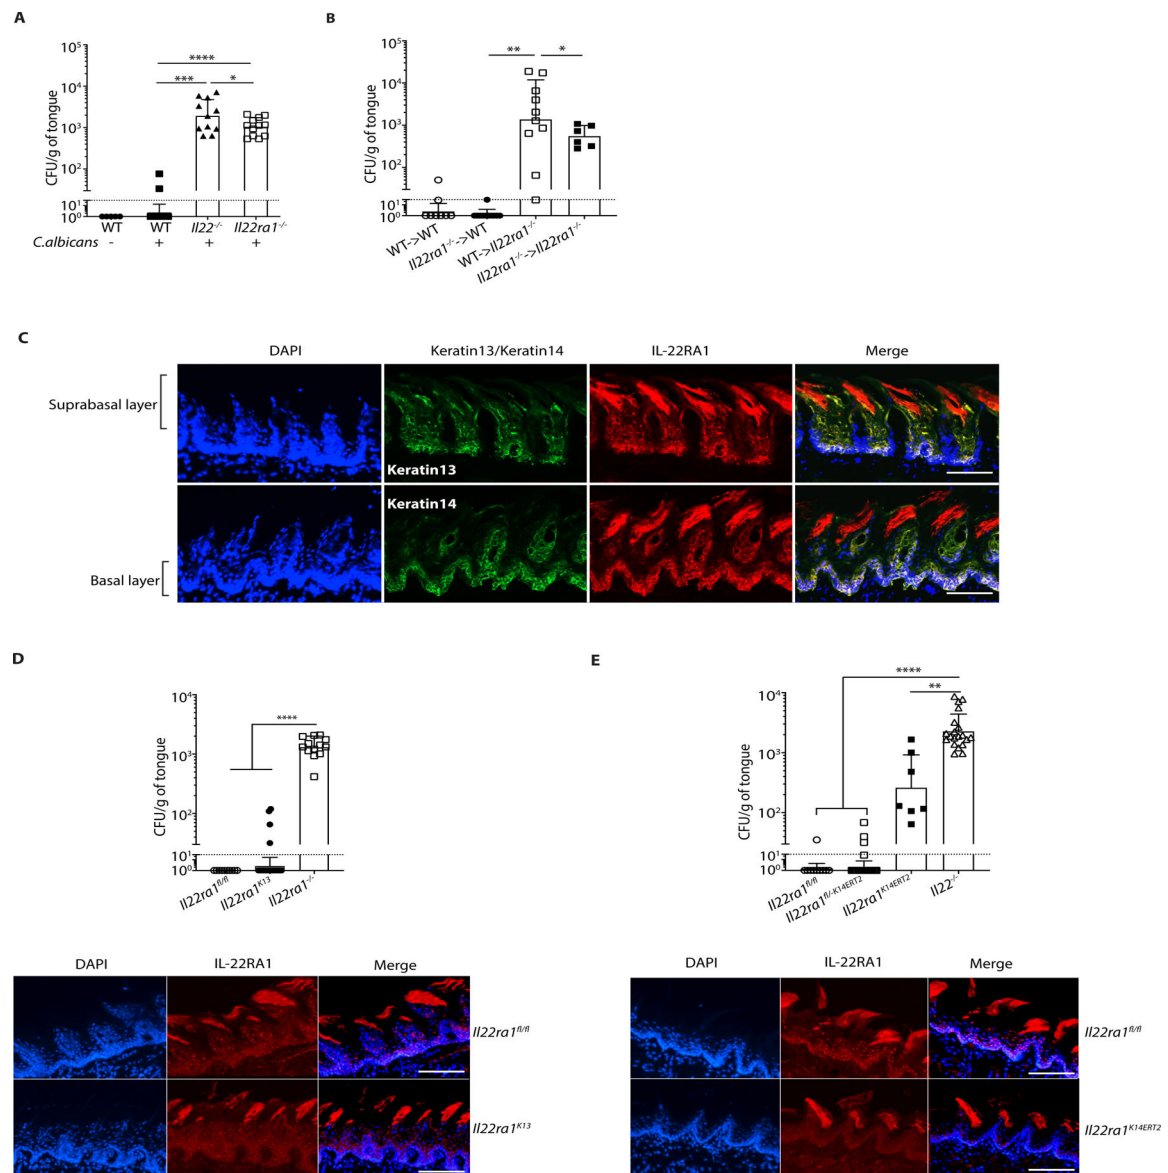 A
CFU/g of tongue
10⁵
10⁴
10³
10²
10¹
10⁰
****
***
*
WT WT Il22⁻/⁻ Il22ra1⁻/⁻
C.albicans - + + +
B
CFU/g of tongue
10⁵
10⁴
10³
10²
10¹
10⁰
**
*
WT->WT
Il22ra1⁻/⁻->WT
WT->Il22ra1⁻/⁻
Il22ra1⁻/⁻->Il22ra1⁻/⁻
C
DAPI Keratin13/Keratin14 IL-22RA1 Merge
Suprabasal layer
Keratin13
Keratin14
Basal layer
D
CFU/g of tongue
10⁴
10³
10²
10¹
10⁰
****
Il22ra1fl/fl
Il22ra1K13
Il22ra1⁻/⁻
DAPI IL-22RA1 Merge
Il22ra1fl/fl
Il22ra1K13
E
CFU/g of tongue
10⁴
10³
10²
10¹
10⁰
****
**
Il22ra1fl/fl
Il22ra1fl/-K14ERT2
Il22ra1K14ERT2
Il22⁻/⁻
DAPI IL-22RA1 Merge
Il22ra1fl/fl
Il22ra1K14ERT2